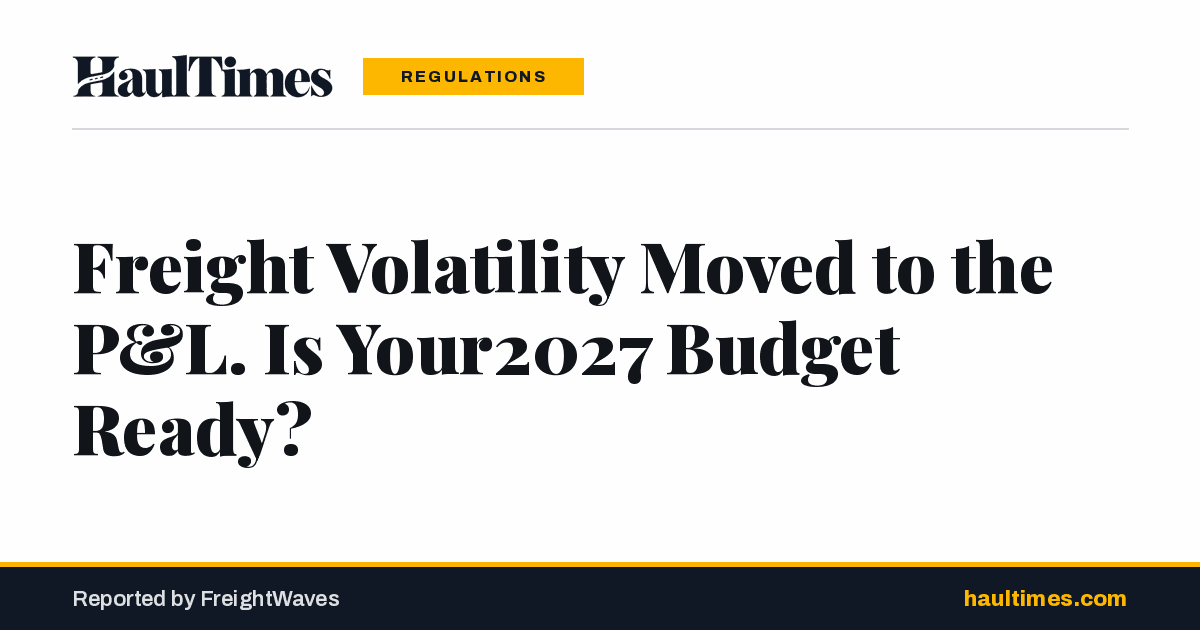 HaulTimes
REGULATIONS
Freight Volatility Moved to the
P&L. Is Your2027 Budget
Ready?
Reported by FreightWaves
haultimes.com